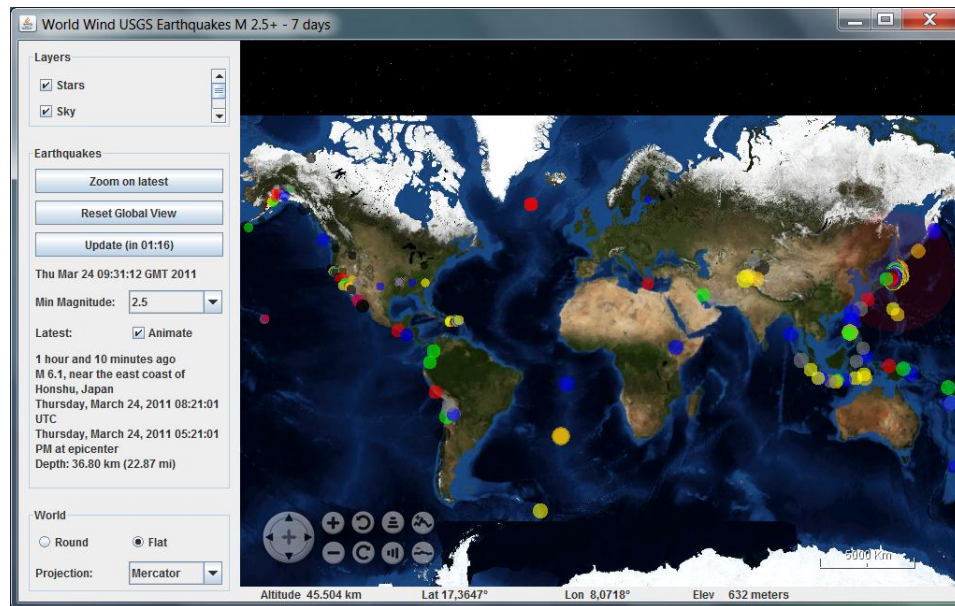 World Wind USGS Earthquakes M 2.5+ - 7 days
Layers
Stars
Sky
Earthquakes
Zoom on latest
Reset Global View
Update (in 01:16)
Thu Mar 24 09:31:12 GMT 2011
Min Magnitude: 2.5
Latest: Animate
1 hour and 10 minutes ago
M 6.1, near the east coast of
Honshu, Japan
Thursday, March 24, 2011 08:21:01
UTC
Thursday, March 24, 2011 05:21:01
PM at epicenter
Depth: 36.80 km (22.87 mi)
World
Round Flat
Projection: Mercator
5000 Km
Altitude 45.504 km Lat 17,3647° Lon 8,0718° Elev 632 meters